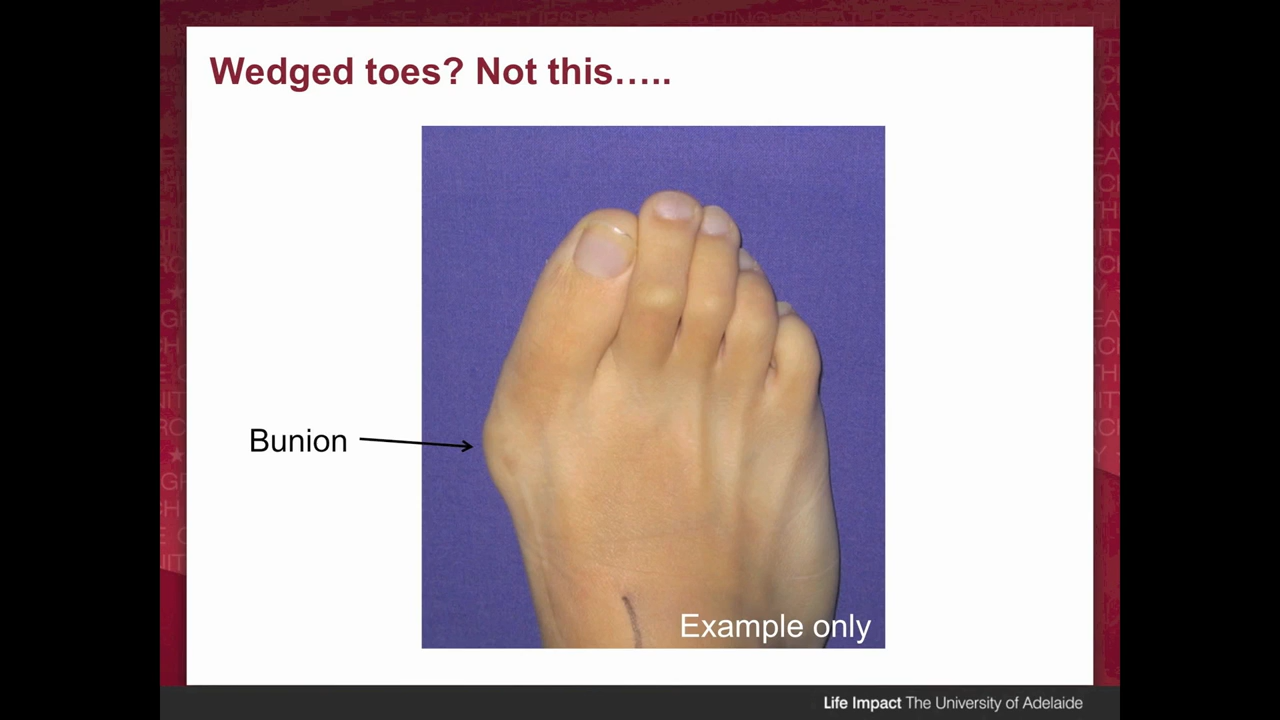 Wedged toes? Not this…..
Bunion
Example only
Life Impact The University of Adelaide